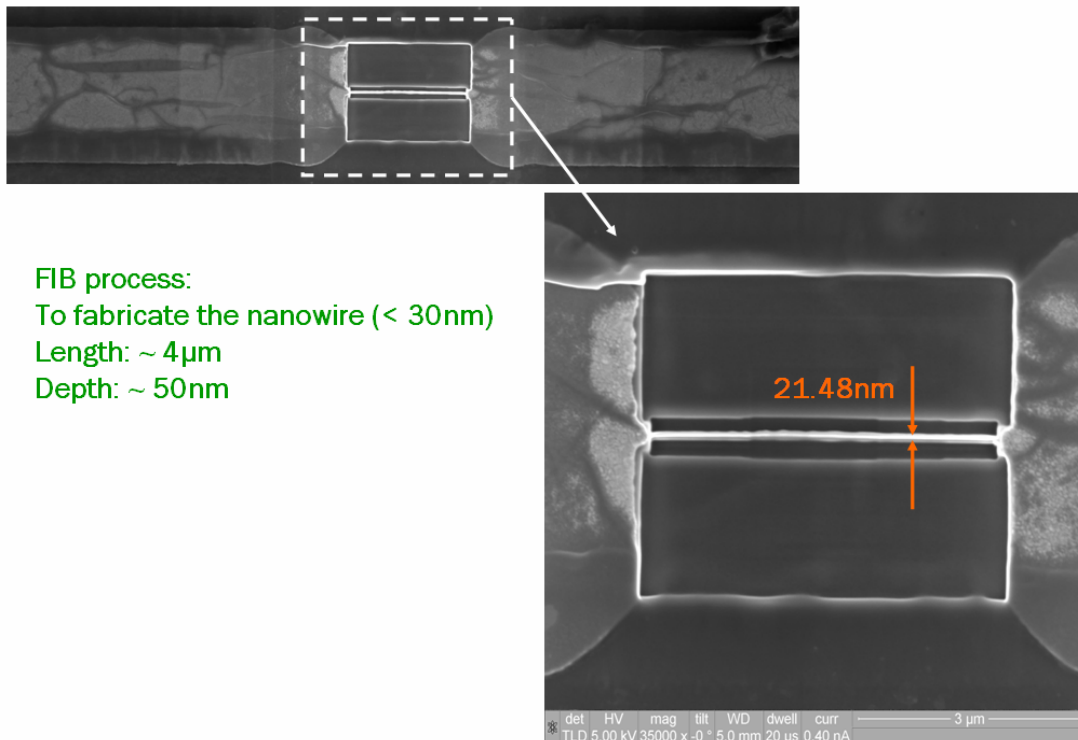 FIB process:
To fabricate the nanowire (< 30nm)
Length: ~ 4µm
Depth: ~ 50nm
21.48nm
det HV mag tilt WD dwell curr 3 µm
TLD 5.00 kV 35000 x -0 ° 5.0 mm 20 µs 0.40 nA